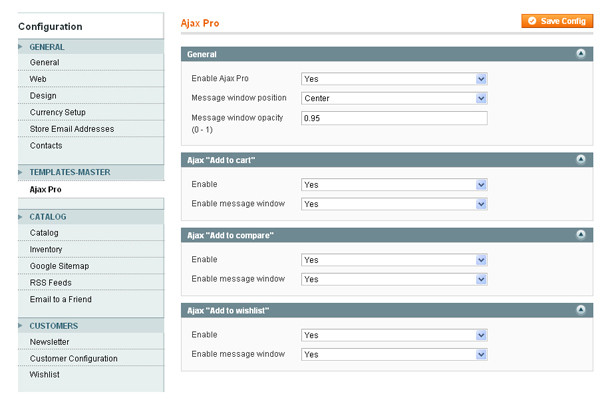 Configuration
GENERAL
General
Web
Design
Currency Setup
Store Email Addresses
Contacts
TEMPLATES-MASTER
Ajax Pro
CATALOG
Catalog
Inventory
Google Sitemap
RSS Feeds
Email to a Friend
CUSTOMERS
Newsletter
Customer Configuration
Wishlist
Ajax Pro
Save Config
General
Enable Ajax Pro Yes
Message window position Center
Message window opacity 0.95
(0 - 1)
Ajax "Add to cart"
Enable Yes
Enable message window Yes
Ajax "Add to compare"
Enable Yes
Enable message window Yes
Ajax "Add to wishlist"
Enable Yes
Enable message window Yes